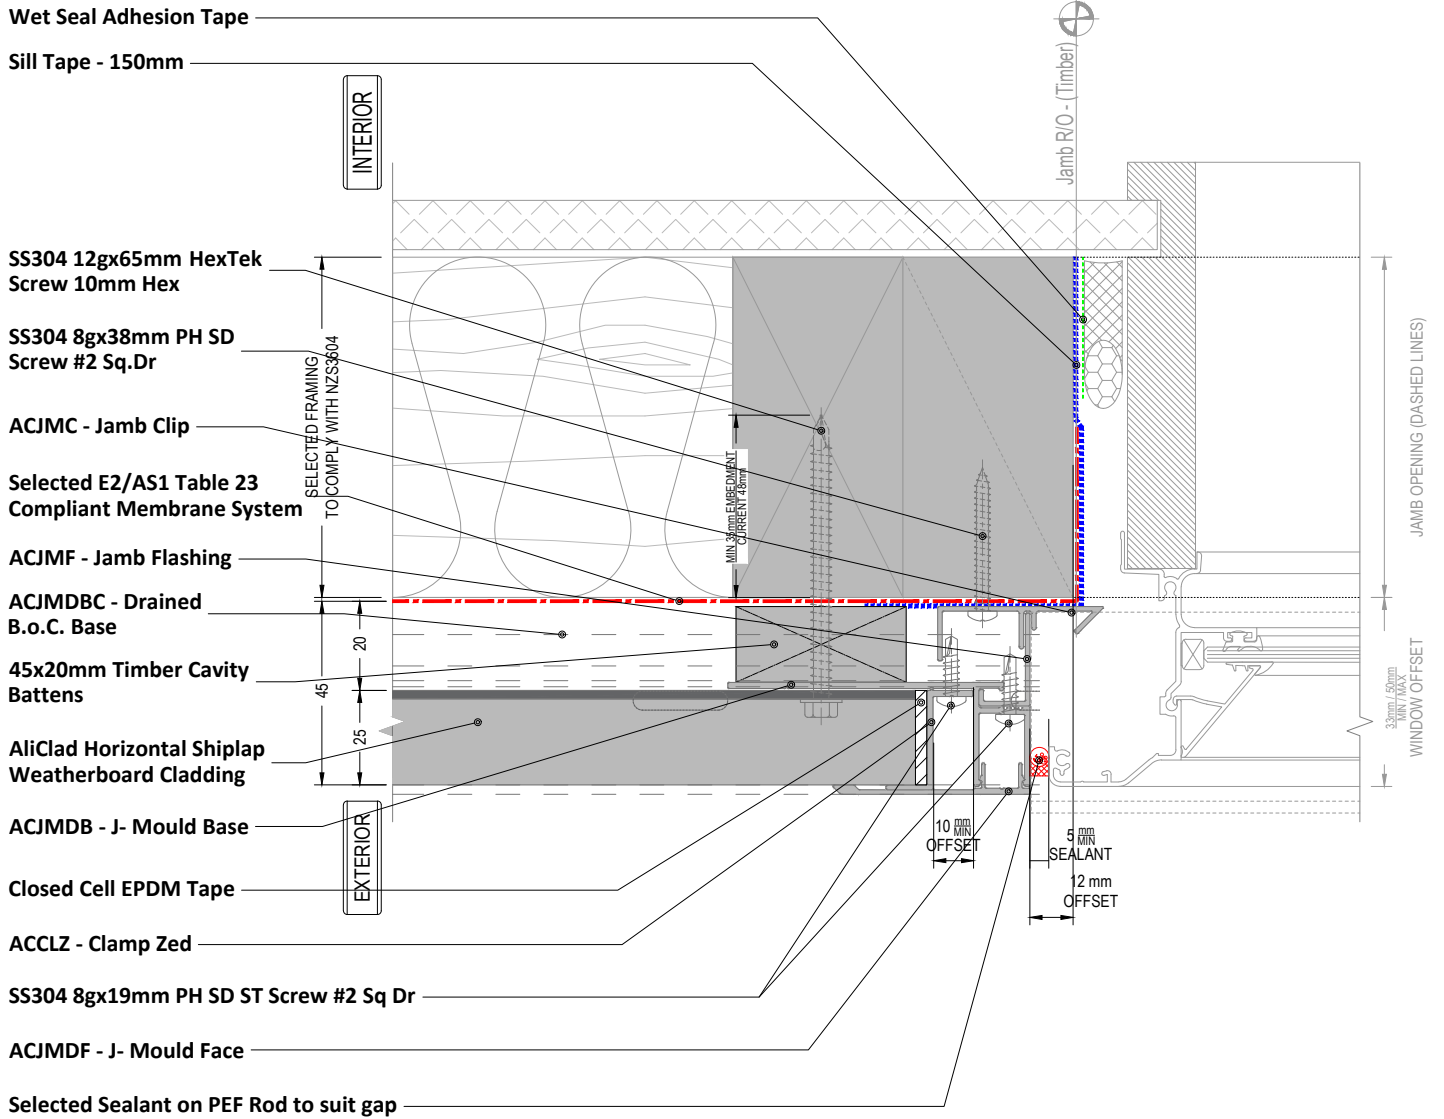 Wet Seal Adhesion Tape
Sill Tape - 150mm
Jamb R/O - (Timber)
INTERIOR
SS304 12gx65mm HexTek
Screw 10mm Hex
SS304 8gx38mm PH SD
Screw #2 Sq.Dr
SELECTED FRAMING
TO COMPLY WITH NZS3604
ACJMC - Jamb Clip
Selected E2/AS1 Table 23
Compliant Membrane System
MIN 35mm EMBEDMENT
CURRENT 48mm
JAMB OPENING (DASHED LINES)
ACJMF - Jamb Flashing
ACJMDBC - Drained
B.o.C. Base
20
45x20mm Timber Cavity
Battens
45
25
33mm / 50mm
MIN / MAX
WINDOW OFFSET
AliClad Horizontal Shiplap
Weatherboard Cladding
ACJMDB - J- Mould Base
EXTERIOR
10 mm
MIN
OFFSET
5 mm
MIN
SEALANT
12 mm
OFFSET
Closed Cell EPDM Tape
ACCLZ - Clamp Zed
SS304 8gx19mm PH SD ST Screw #2 Sq Dr
ACJMDF - J- Mould Face
Selected Sealant on PEF Rod to suit gap